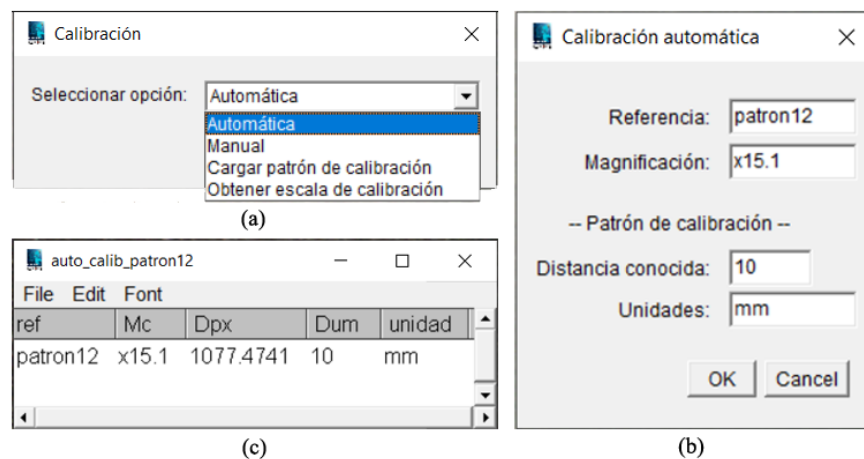 Calibración
Seleccionar opción: Automática
Automática
Manual
Cargar patrón de calibración
Obtener escala de calibración
(a)
auto_calib_patron12
File Edit Font
ref Mc Dpx Dum unidad
patron12 x15.1 1077.4741 10 mm
(c)
Calibración automática
Referencia: patron12
Magnificación: x15.1
-- Patrón de calibración --
Distancia conocida: 10
Unidades: mm
OK Cancel
(b)